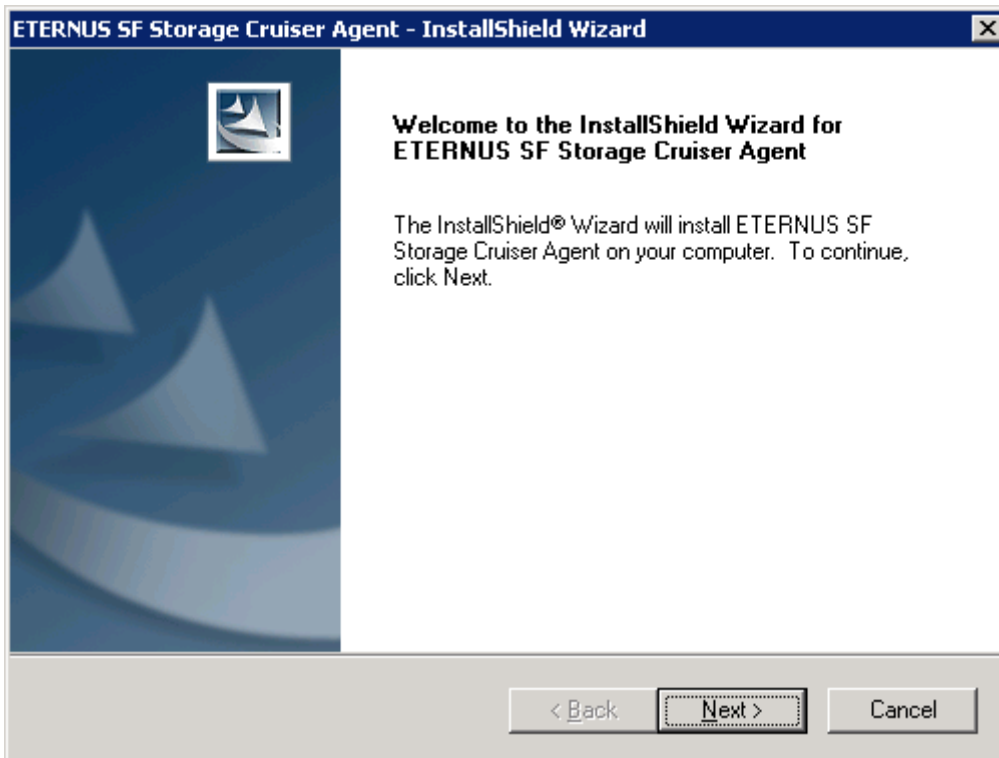 ETERNUS SF Storage Cruiser Agent - InstallShield Wizard
Welcome to the InstallShield Wizard for
ETERNUS SF Storage Cruiser Agent
The InstallShield® Wizard will install ETERNUS SF
Storage Cruiser Agent on your computer. To continue,
click Next.
< Back Next > Cancel